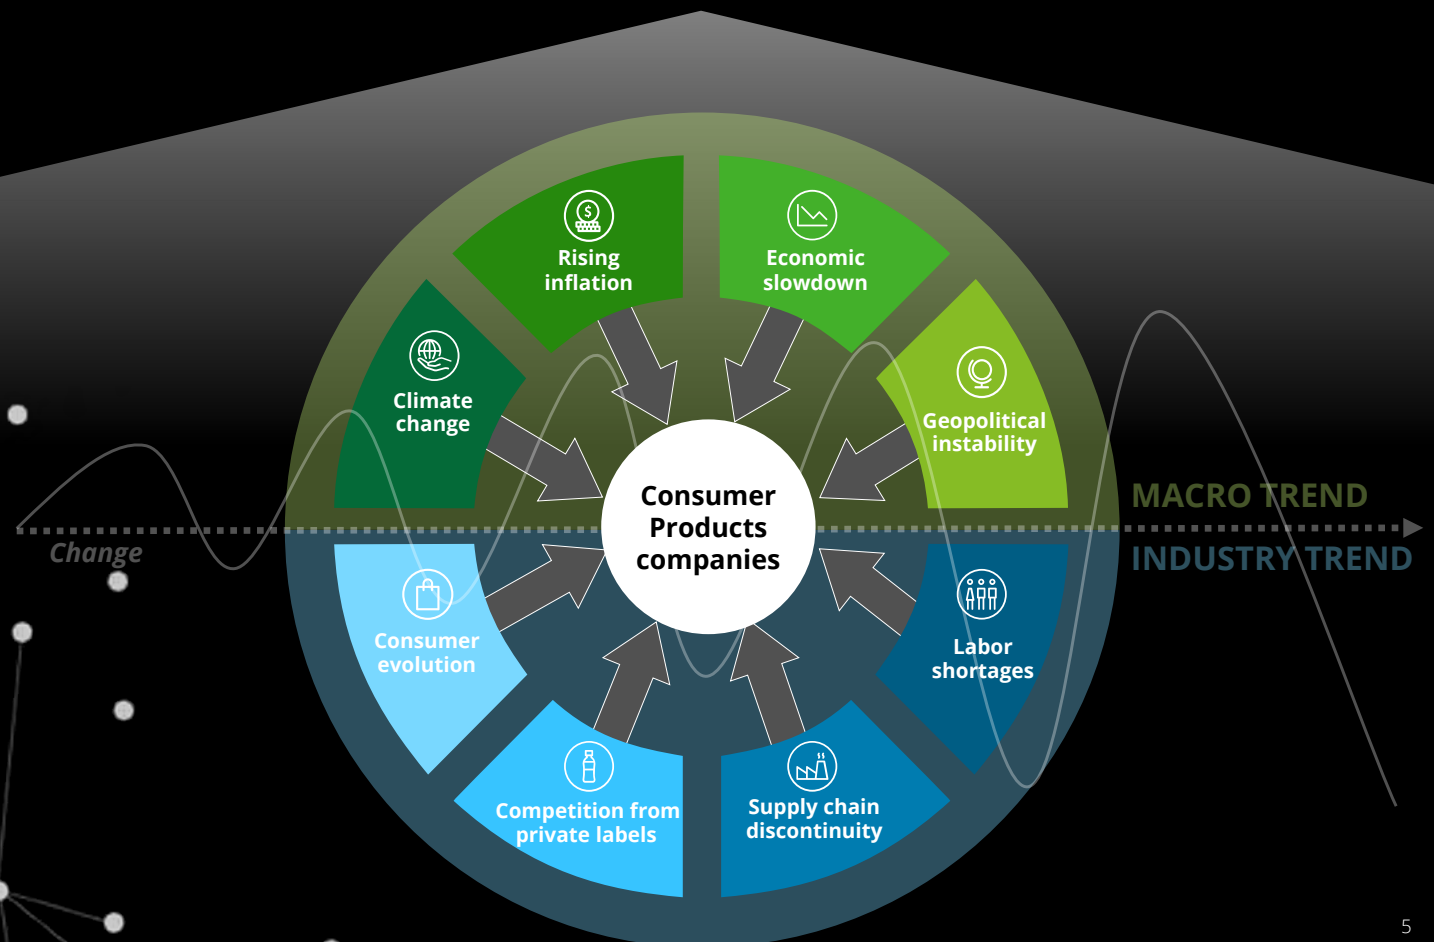 Rising
inflation
Economic
slowdown
Climate
change
Geopolitical
instability
Consumer
Products
companies
MACRO TREND
Change
INDUSTRY TREND
Consumer
evolution
Labor
shortages
Competition from
private labels
Supply chain
discontinuity
5